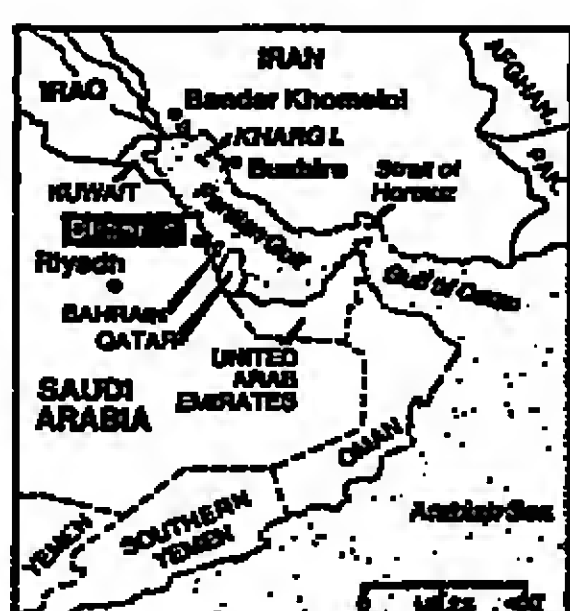 IRAN
AFGHAN.
IRAQ
Bandar Khomeini
KHARG I.
Bushire
Strait of
Hormuz
PAK.
KUWAIT
Persian Gulf
Riyadh
Gulf of Oman
BAHRAIN
QATAR
UNITED
ARAB
EMIRATES
SAUDI
ARABIA
OMAN
Arabian Sea
YEMEN
SOUTHERN
YEMEN
0